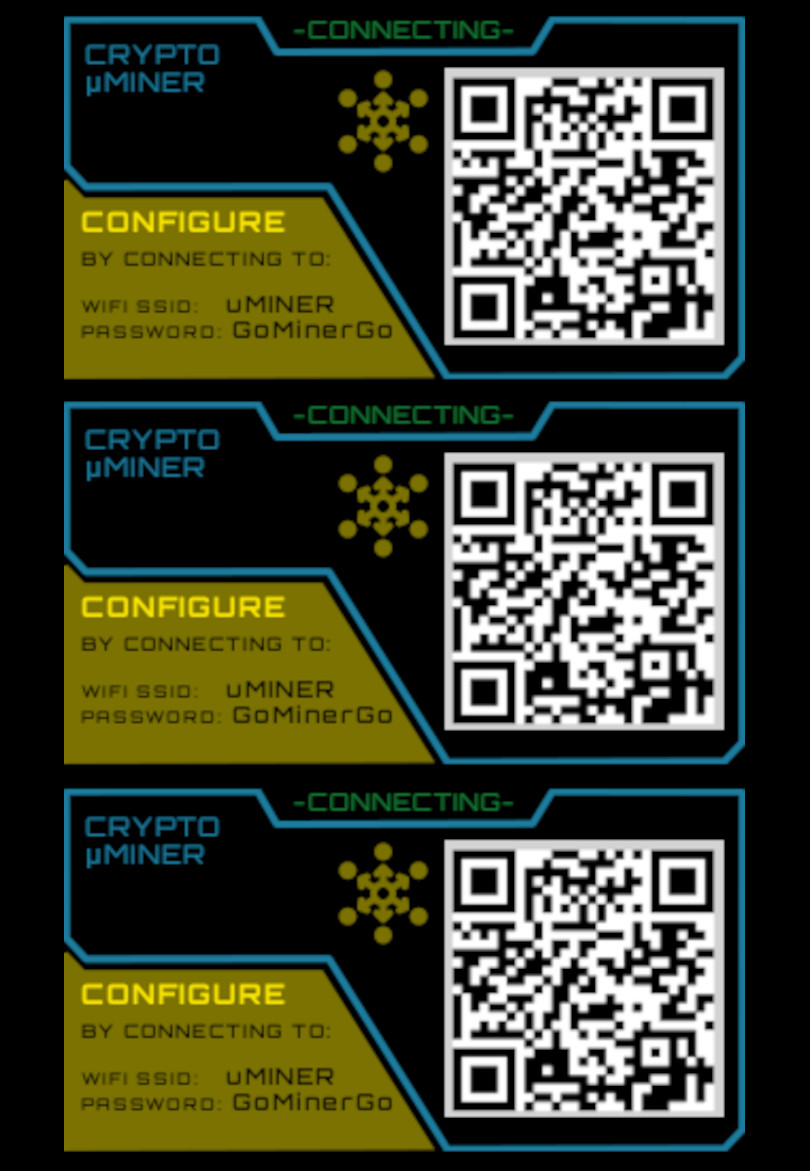 -CONNECTING-
CRYPTO
µMINER
CONFIGURE
BY CONNECTING TO:
WIFI SSID: uMINER
PASSWORD: GoMinerGo
-CONNECTING-
CRYPTO
µMINER
CONFIGURE
BY CONNECTING TO:
WIFI SSID: uMINER
PASSWORD: GoMinerGo
-CONNECTING-
CRYPTO
µMINER
CONFIGURE
BY CONNECTING TO:
WIFI SSID: uMINER
PASSWORD: GoMinerGo